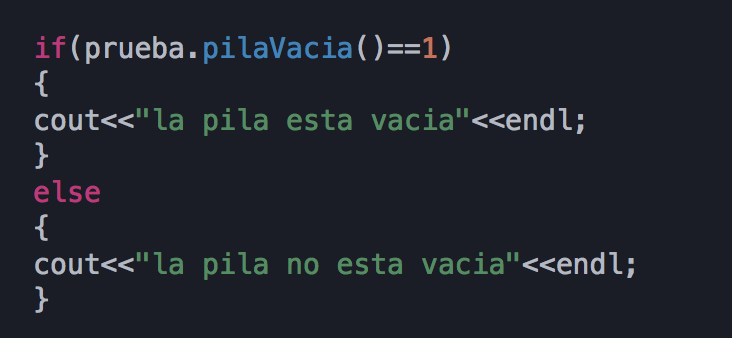 if(prueba.pilaVacia()==1)
{
cout<<"la pila esta vacia"<<endl;
}
else
{
cout<<"la pila no esta vacia"<<endl;
}